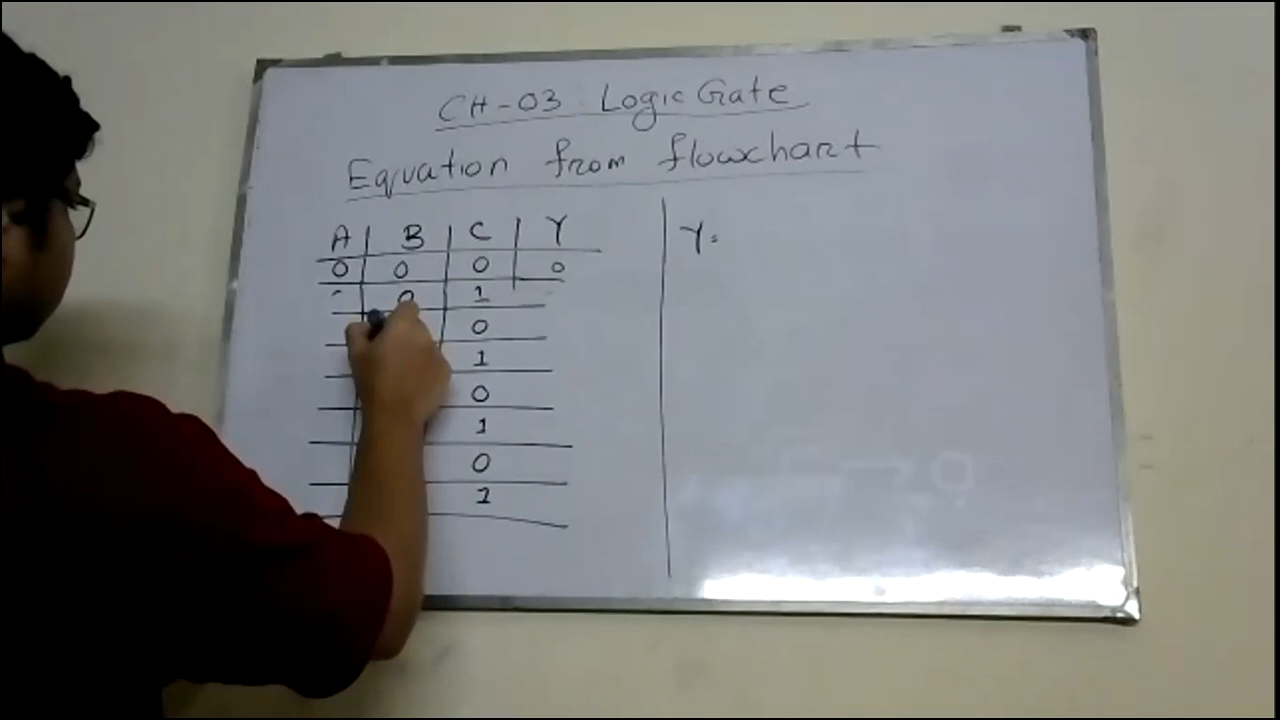 CH-03 Logic Gate
Equation from flowchart
A B C Y
0 0 0 0
0 1
0
1
0
1
0
1
Y=